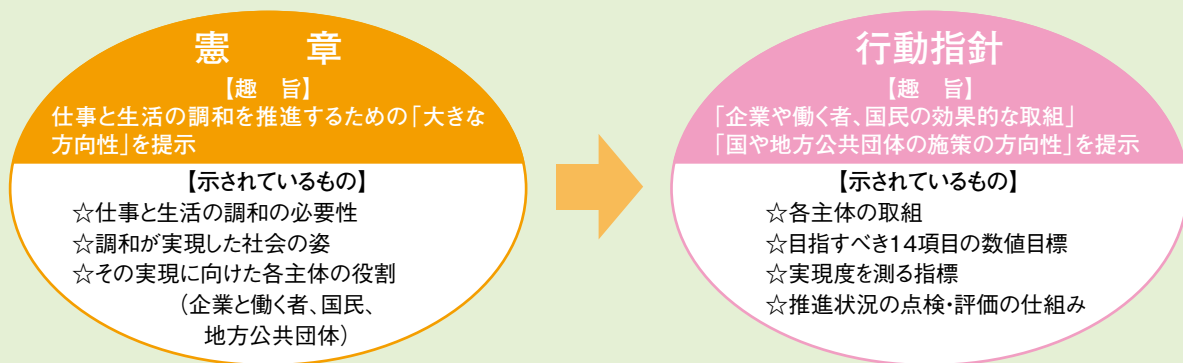 憲　章
【趣　旨】
仕事と生活の調和を推進するための「大きな
方向性」を提示
【示されているもの】
☆仕事と生活の調和の必要性
☆調和が実現した社会の姿
☆その実現に向けた各主体の役割
（企業と働く者、国民、
地方公共団体）
行動指針
【趣　旨】
「企業や働く者、国民の効果的な取組」
「国や地方公共団体の施策の方向性」を提示
【示されているもの】
☆各主体の取組
☆目指すべき14項目の数値目標
☆実現度を測る指標
☆推進状況の点検・評価の仕組み